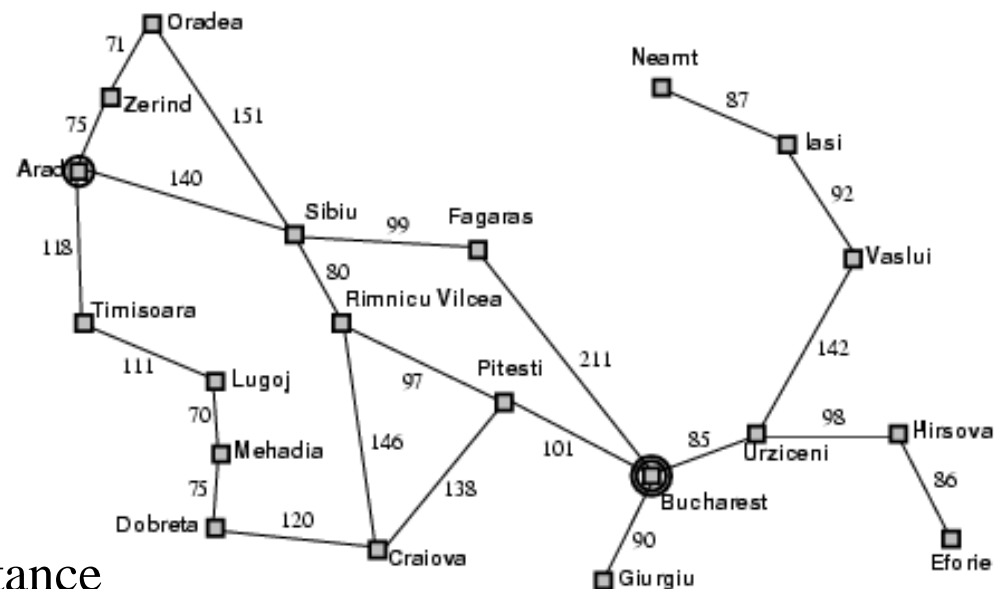 Oradea
71
Neamt
Zerind
87
151
75
Iasi
Arad
140
92
Sibiu
Fagaras
99
118
Vaslui
80
Timisoara
Rimnicu Vilcea
142
111
Lugoj
97
Pitesti
211
70
98
Hirsova
146
101
85
Urziceni
Mehadia
138
86
75
Bucharest
120
Dobreta
90
Craiova
Eforie
Giurgiu